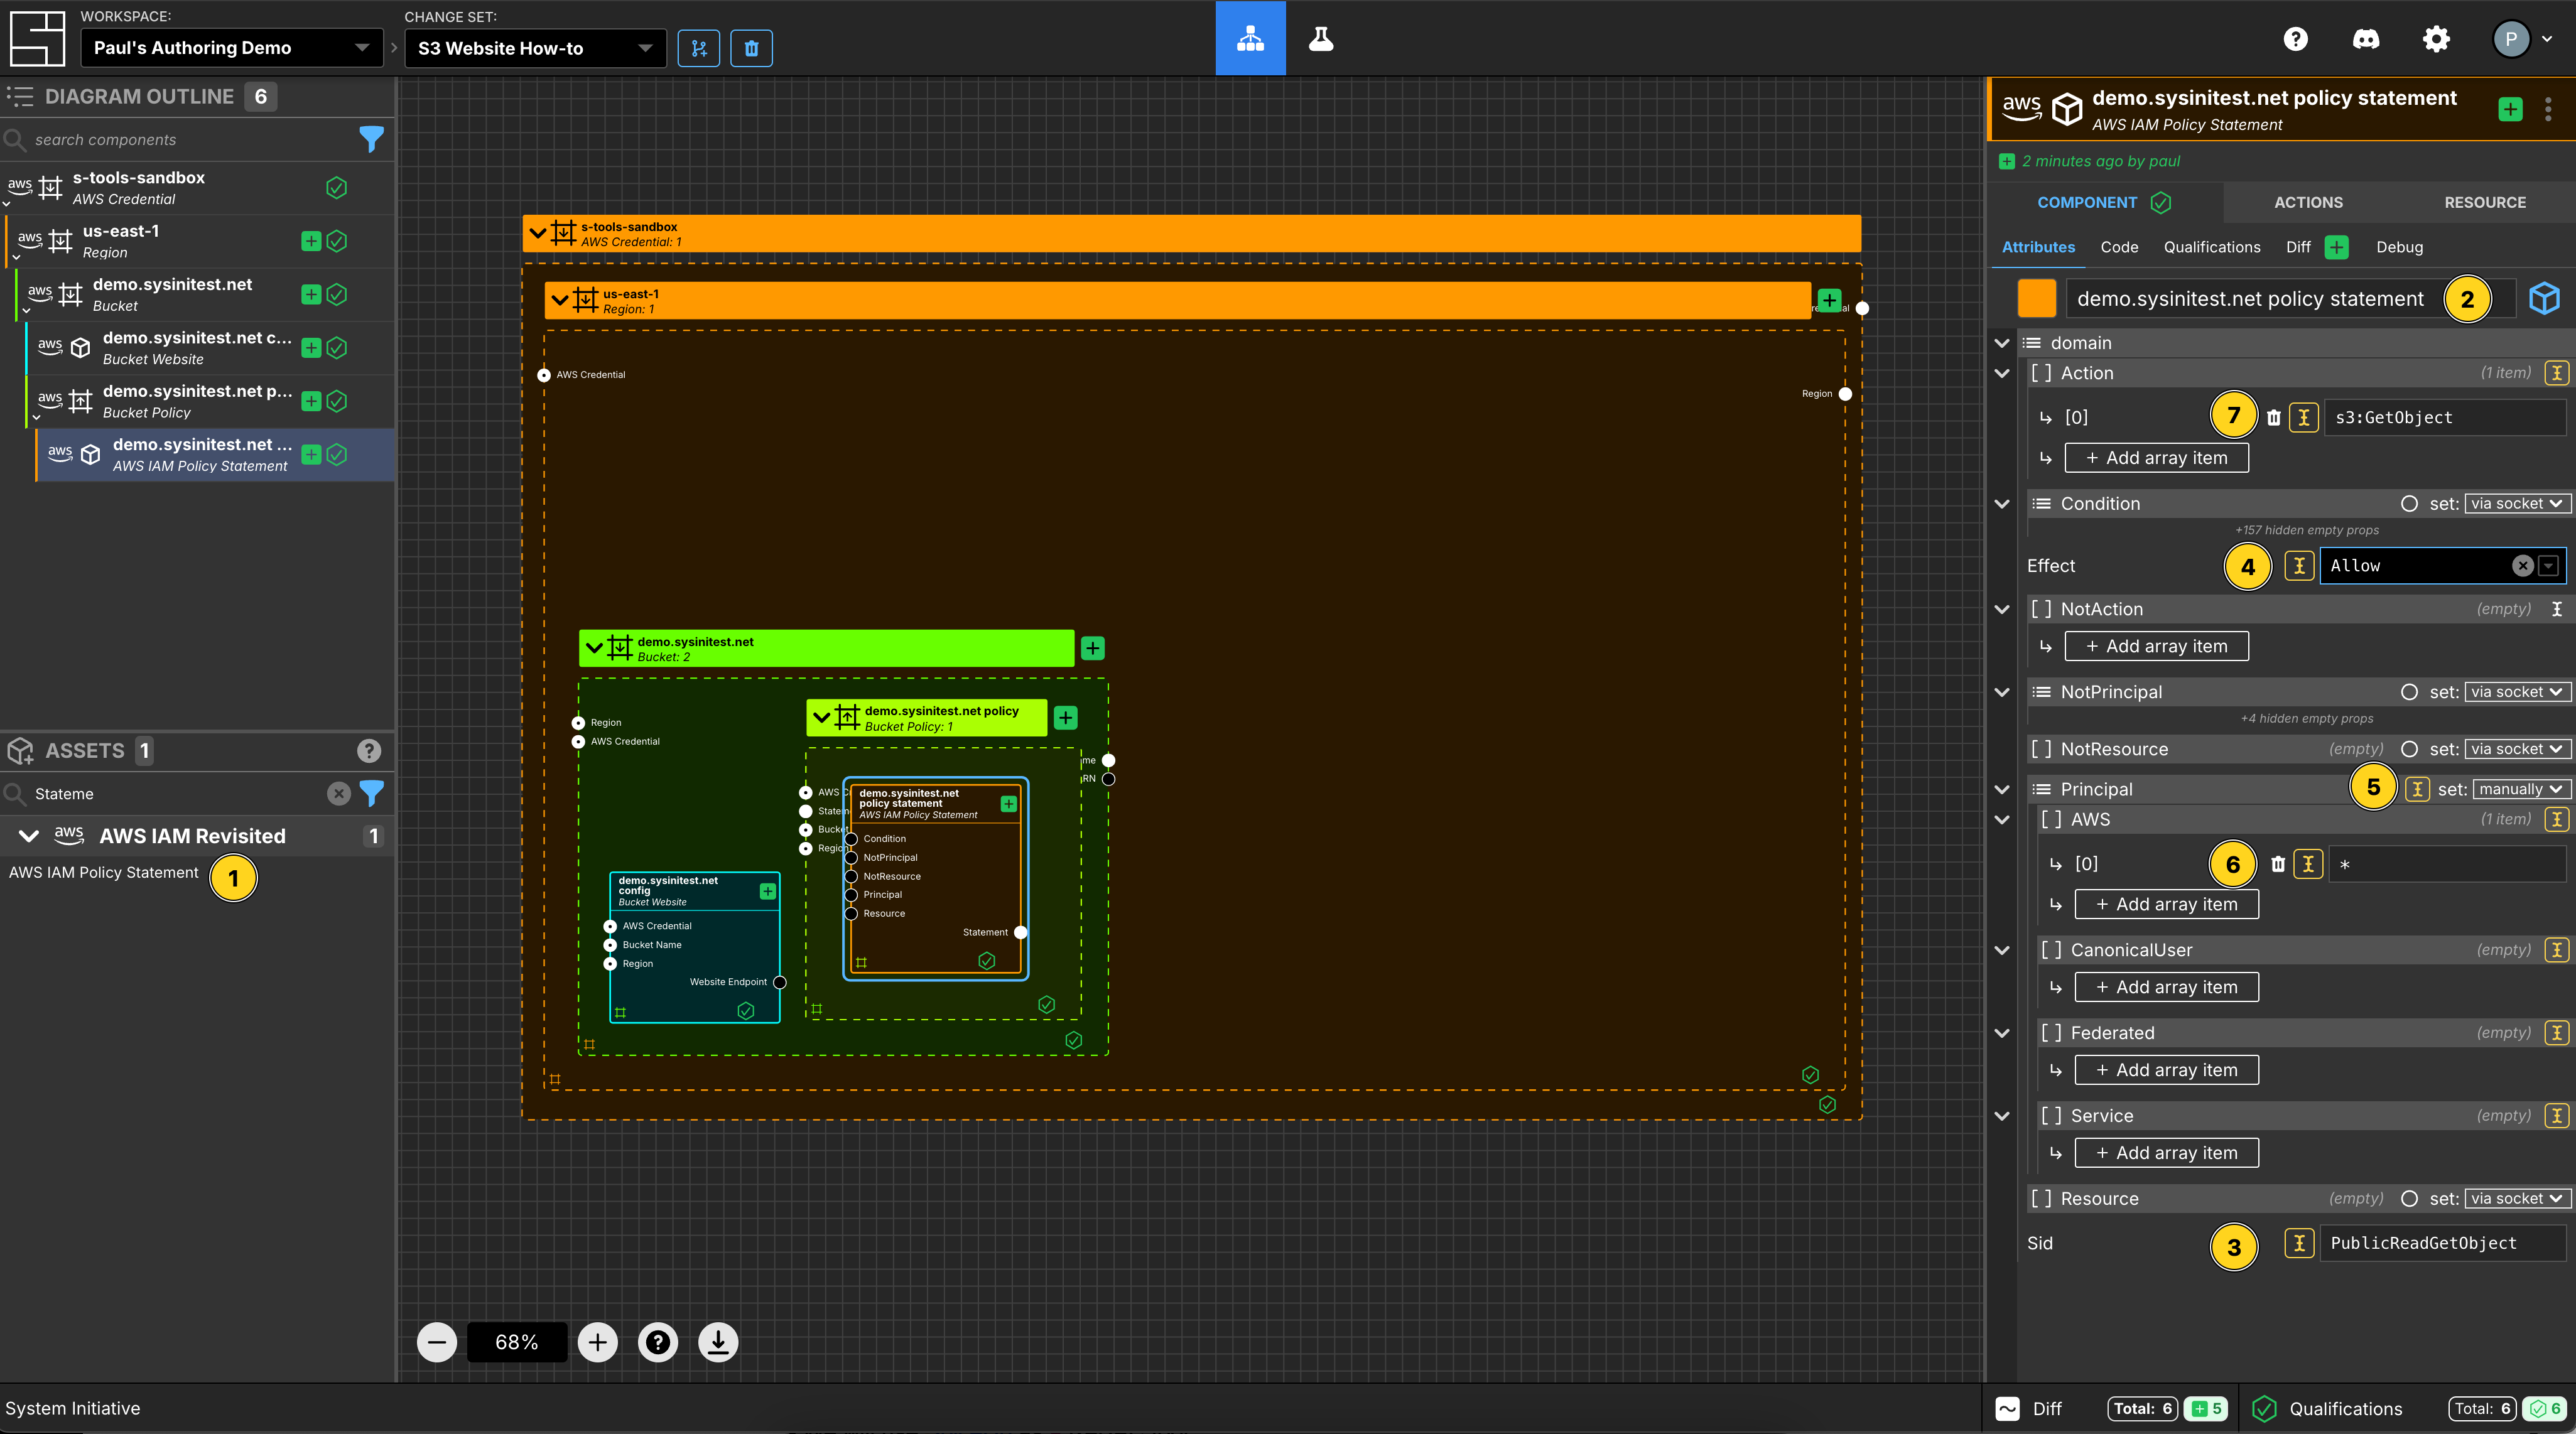 WORKSPACE:
Paul's Authoring Demo
CHANGE SET:
S3 Website How-to
P
DIAGRAM OUTLINE 6
search components
aws s-tools-sandbox
AWS Credential
aws us-east-1
Region
aws demo.sysinitest.net
Bucket
aws demo.sysinitest.net c...
Bucket Website
aws demo.sysinitest.net p...
Bucket Policy
aws demo.sysinitest.net ...
AWS IAM Policy Statement
ASSETS 1
Stateme
aws AWS IAM Revisited 1
AWS IAM Policy Statement 1
s-tools-sandbox
AWS Credential: 1
us-east-1
Region: 1
AWS Credential
Region
demo.sysinitest.net
Bucket: 2
Region
AWS Credential
demo.sysinitest.net policy
Bucket Policy: 1
me
RN
AWS C
Statem
Bucket
Region
demo.sysinitest.net
policy statement
AWS IAM Policy Statement
Condition
NotPrincipal
NotResource
Principal
Resource
Statement
demo.sysinitest.net
config
Bucket Website
AWS Credential
Bucket Name
Region
Website Endpoint
68%
aws demo.sysinitest.net policy statement
AWS IAM Policy Statement
2 minutes ago by paul
COMPONENT ACTIONS RESOURCE
Attributes Code Qualifications Diff Debug
demo.sysinitest.net policy statement 2
domain
[ ] Action (1 item)
[0] 7 s3:GetObject
+ Add array item
Condition set: via socket
+157 hidden empty props
Effect 4 Allow
[ ] NotAction (empty)
+ Add array item
NotPrincipal set: via socket
+4 hidden empty props
[ ] NotResource (empty) set: via socket
Principal 5 set: manually
[ ] AWS (1 item)
[0] 6 *
+ Add array item
[ ] CanonicalUser (empty)
+ Add array item
[ ] Federated (empty)
+ Add array item
[ ] Service (empty)
+ Add array item
[ ] Resource (empty) set: via socket
Sid 3 PublicReadGetObject
System Initiative
Diff Total: 6 5
Qualifications Total: 6 6